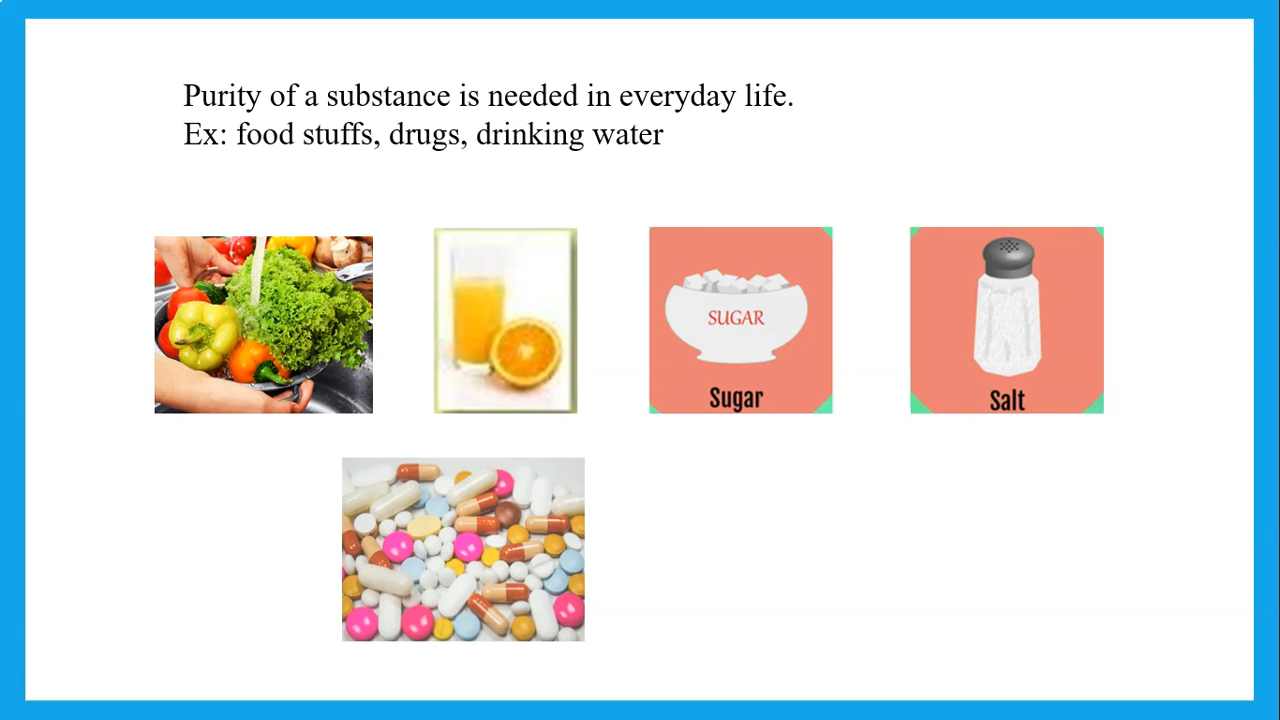 Purity of a substance is needed in everyday life.
Ex: food stuffs, drugs, drinking water
SUGAR
Sugar
Salt